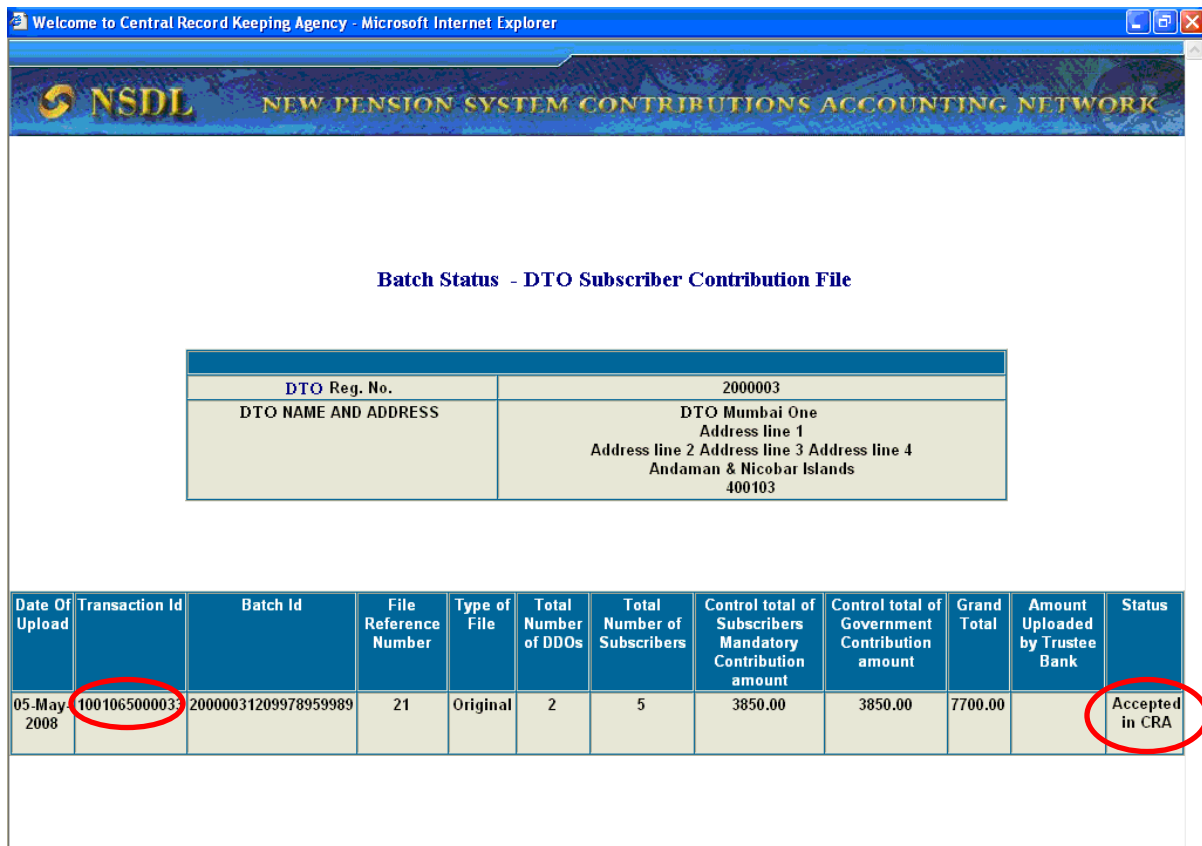 Welcome to Central Record Keeping Agency - Microsoft Internet Explorer
NSDL NEW PENSION SYSTEM CONTRIBUTIONS ACCOUNTING NETWORK
Batch Status - DTO Subscriber Contribution File
DTO Reg. No. 2000003
DTO NAME AND ADDRESS DTO Mumbai One
Address line 1
Address line 2 Address line 3 Address line 4
Andaman & Nicobar Islands
400103
Date Of Transaction Id Batch Id File Type of Total Total Control total of Control total of Grand Amount Status
Upload Reference File Number Number of Subscribers Government Total Uploaded
Number of DDOs Subscribers Mandatory Contribution by Trustee
Contribution amount Bank
amount
05-May- 1001065000033 20000031209978959989 21 Original 2 5 3850.00 3850.00 7700.00 Accepted
2008 in CRA